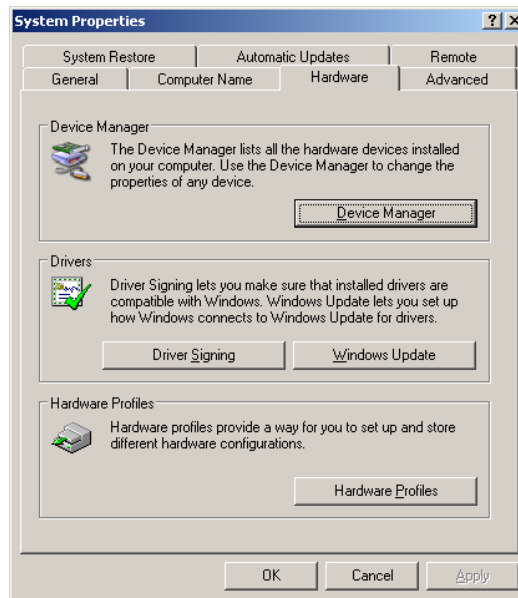 System Properties
System Restore Automatic Updates Remote
General Computer Name Hardware Advanced
Device Manager
The Device Manager lists all the hardware devices installed
on your computer. Use the Device Manager to change the
properties of any device.
Device Manager
Drivers
Driver Signing lets you make sure that installed drivers are
compatible with Windows. Windows Update lets you set up
how Windows connects to Windows Update for drivers.
Driver Signing Windows Update
Hardware Profiles
Hardware profiles provide a way for you to set up and store
different hardware configurations.
Hardware Profiles
OK Cancel Apply